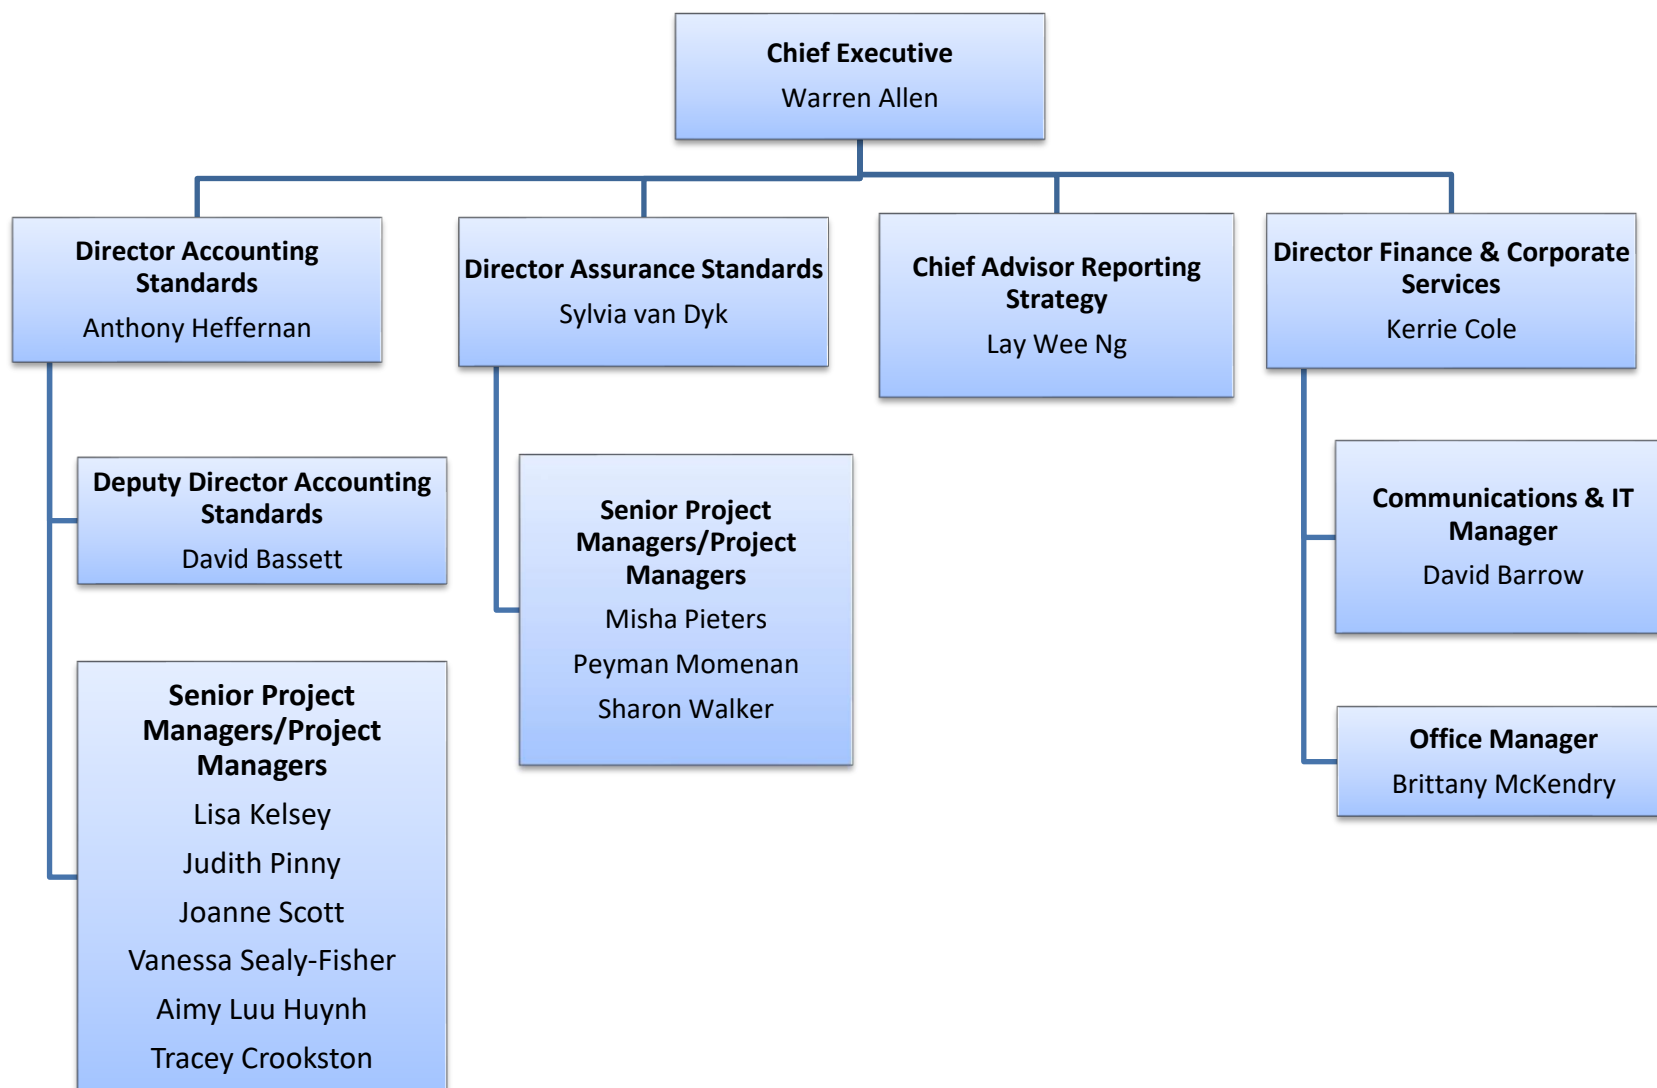 Chief Executive
Warren Allen
Director Accounting
Standards
Anthony Heffernan
Director Assurance Standards
Sylvia van Dyk
Chief Advisor Reporting
Strategy
Lay Wee Ng
Director Finance & Corporate
Services
Kerrie Cole
Deputy Director Accounting
Standards
David Bassett
Senior Project
Managers/Project
Managers
Lisa Kelsey
Judith Pinny
Joanne Scott
Vanessa Sealy-Fisher
Aimy Luu Huynh
Tracey Crookston
Senior Project
Managers/Project
Managers
Misha Pieters
Peyman Momenan
Sharon Walker
Communications & IT
Manager
David Barrow
Office Manager
Brittany McKendry